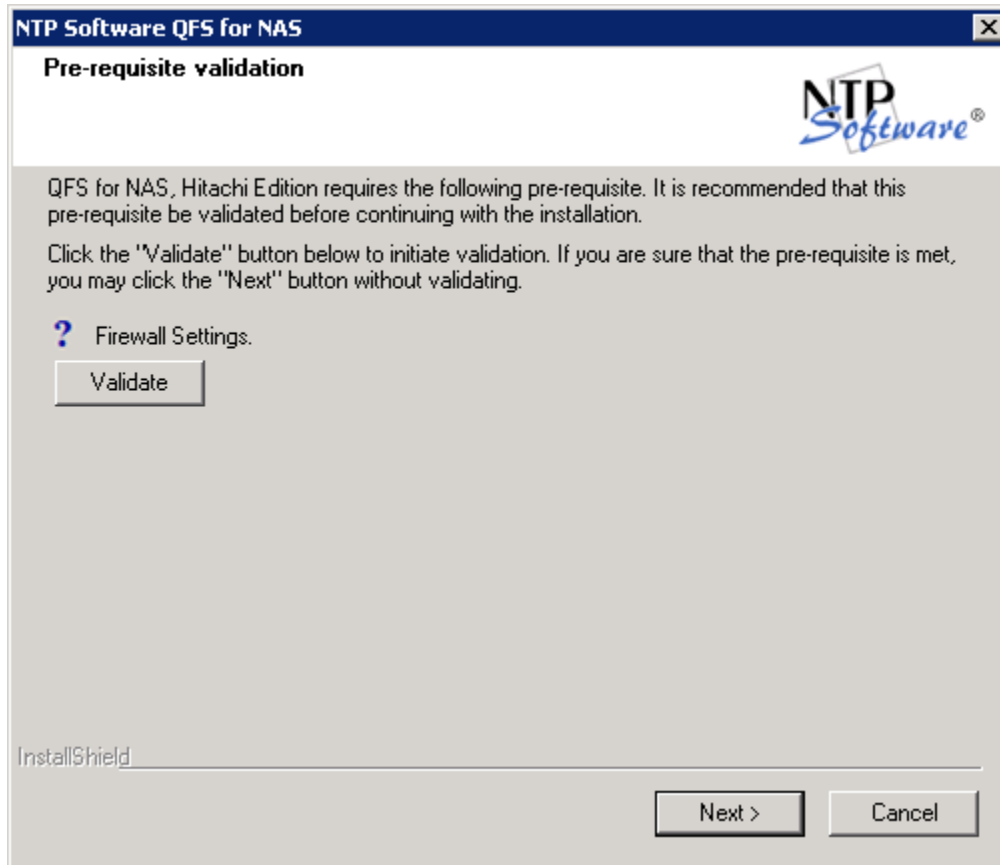 NTP Software QFS for NAS
Pre-requisite validation
NTP
Software®
QFS for NAS, Hitachi Edition requires the following pre-requisite. It is recommended that this
pre-requisite be validated before continuing with the installation.
Click the "Validate" button below to initiate validation. If you are sure that the pre-requisite is met,
you may click the "Next" button without validating.
? Firewall Settings.
Validate
InstallShield
Next >
Cancel